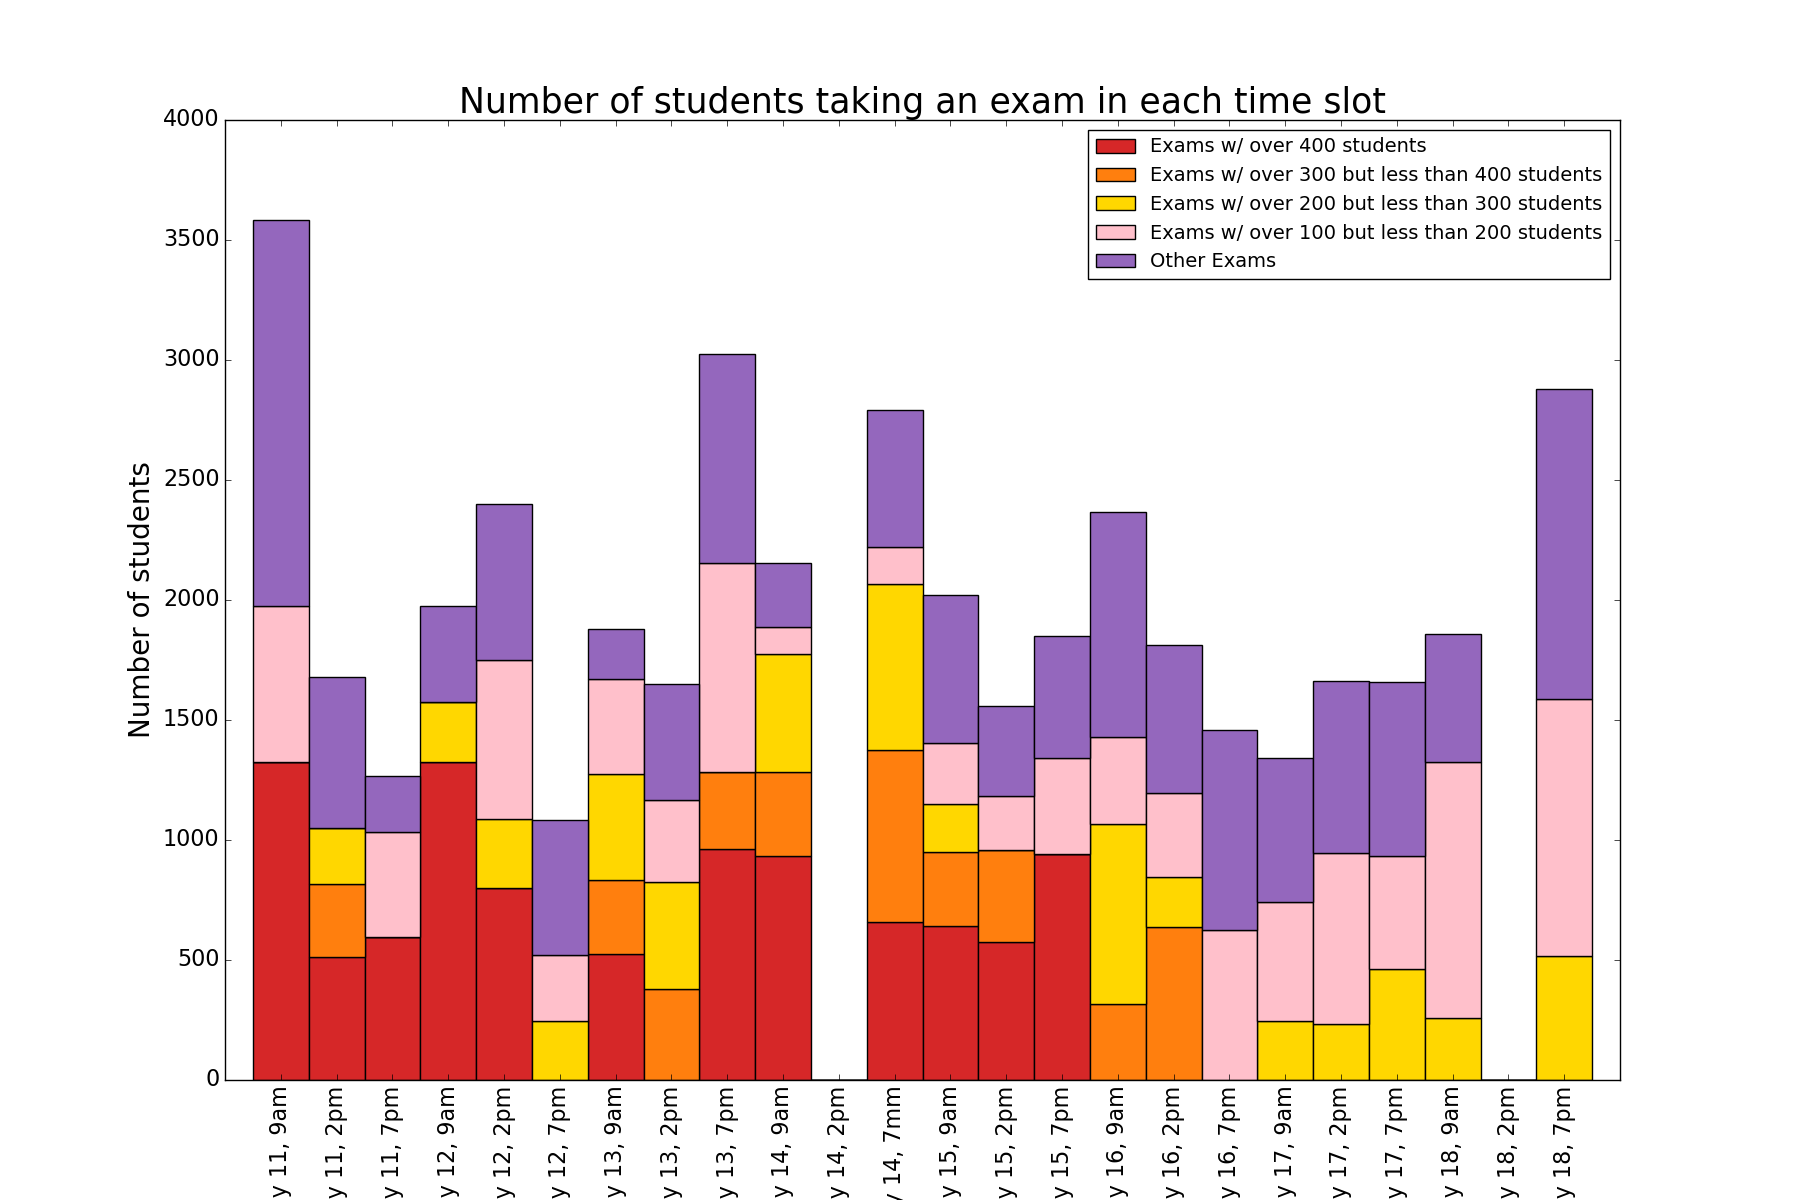 Number of students taking an exam in each time slot
4000
3500
3000
2500
2000
1500
1000
500
0
Number of students
Exams w/ over 400 students
Exams w/ over 300 but less than 400 students
Exams w/ over 200 but less than 300 students
Exams w/ over 100 but less than 200 students
Other Exams
y 11, 9am
y 11, 2pm
y 11, 7pm
y 12, 9am
y 12, 2pm
y 12, 7pm
y 13, 9am
y 13, 2pm
y 13, 7pm
y 14, 9am
y 14, 2pm
y 14, 7mm
y 15, 9am
y 15, 2pm
y 15, 7pm
y 16, 9am
y 16, 2pm
y 16, 7pm
y 17, 9am
y 17, 2pm
y 17, 7pm
y 18, 9am
y 18, 2pm
y 18, 7pm